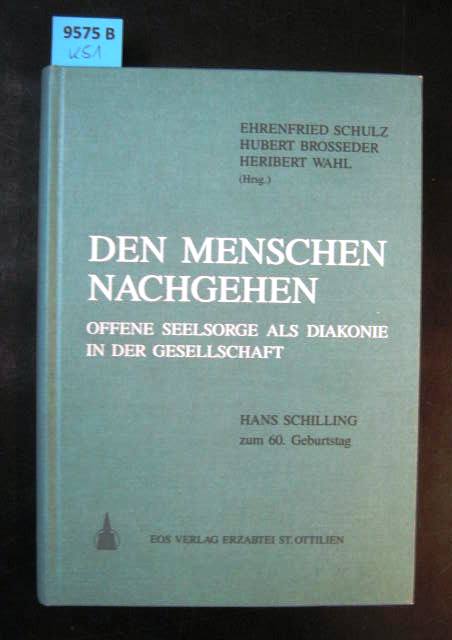 9575 B
KS1
EHRENFRIED SCHULZ
HUBERT BROSSEDER
HERIBERT WAHL
(Hrsg.)
DEN MENSCHEN
NACHGEHEN
OFFENE SEELSORGE ALS DIAKONIE
IN DER GESELLSCHAFT
HANS SCHILLING
zum 60. Geburtstag
EOS VERLAG ERZABTEI ST. OTTILIEN